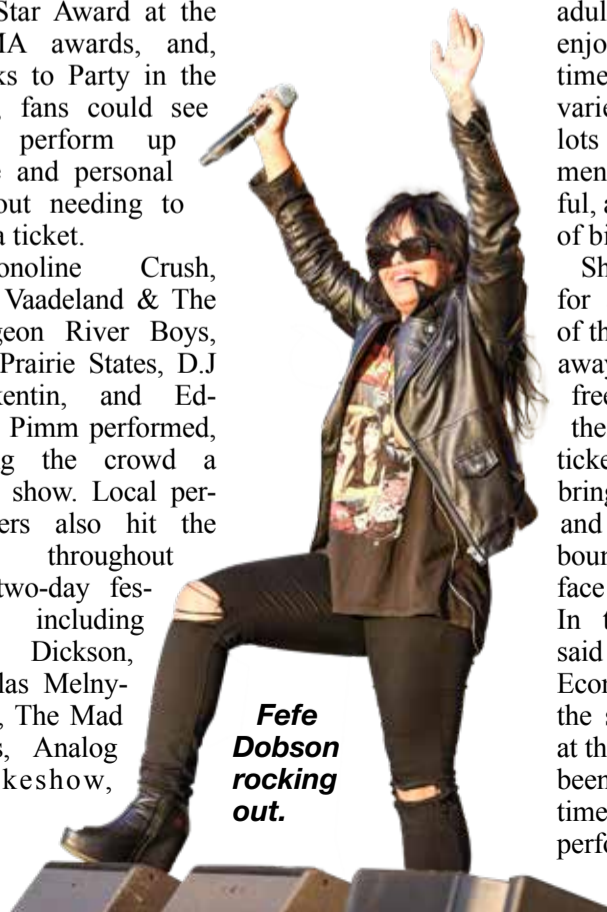 Star Award at the
MA awards, and,
ks to Party in the
, fans could see
perform up
e and personal
out needing to
a ticket.
onoline Crush,
Vaadeland & The
geon River Boys,
Prairie States, D.J
entin, and Ed-
Pimm performed,
g the crowd a
show. Local per-
ers also hit the
throughout
two-day fes-
including
Dickson,
las Melny-
, The Mad
s, Analog
keshow,
Fefe
Dobson
rocking
out.
adul
enjo
time
varie
lots
men
ful, a
of bi
Sh
for
of th
away
free
the
ticke
bring
and
boun
face
In t
said
Econ
the s
at th
been
time
perfo